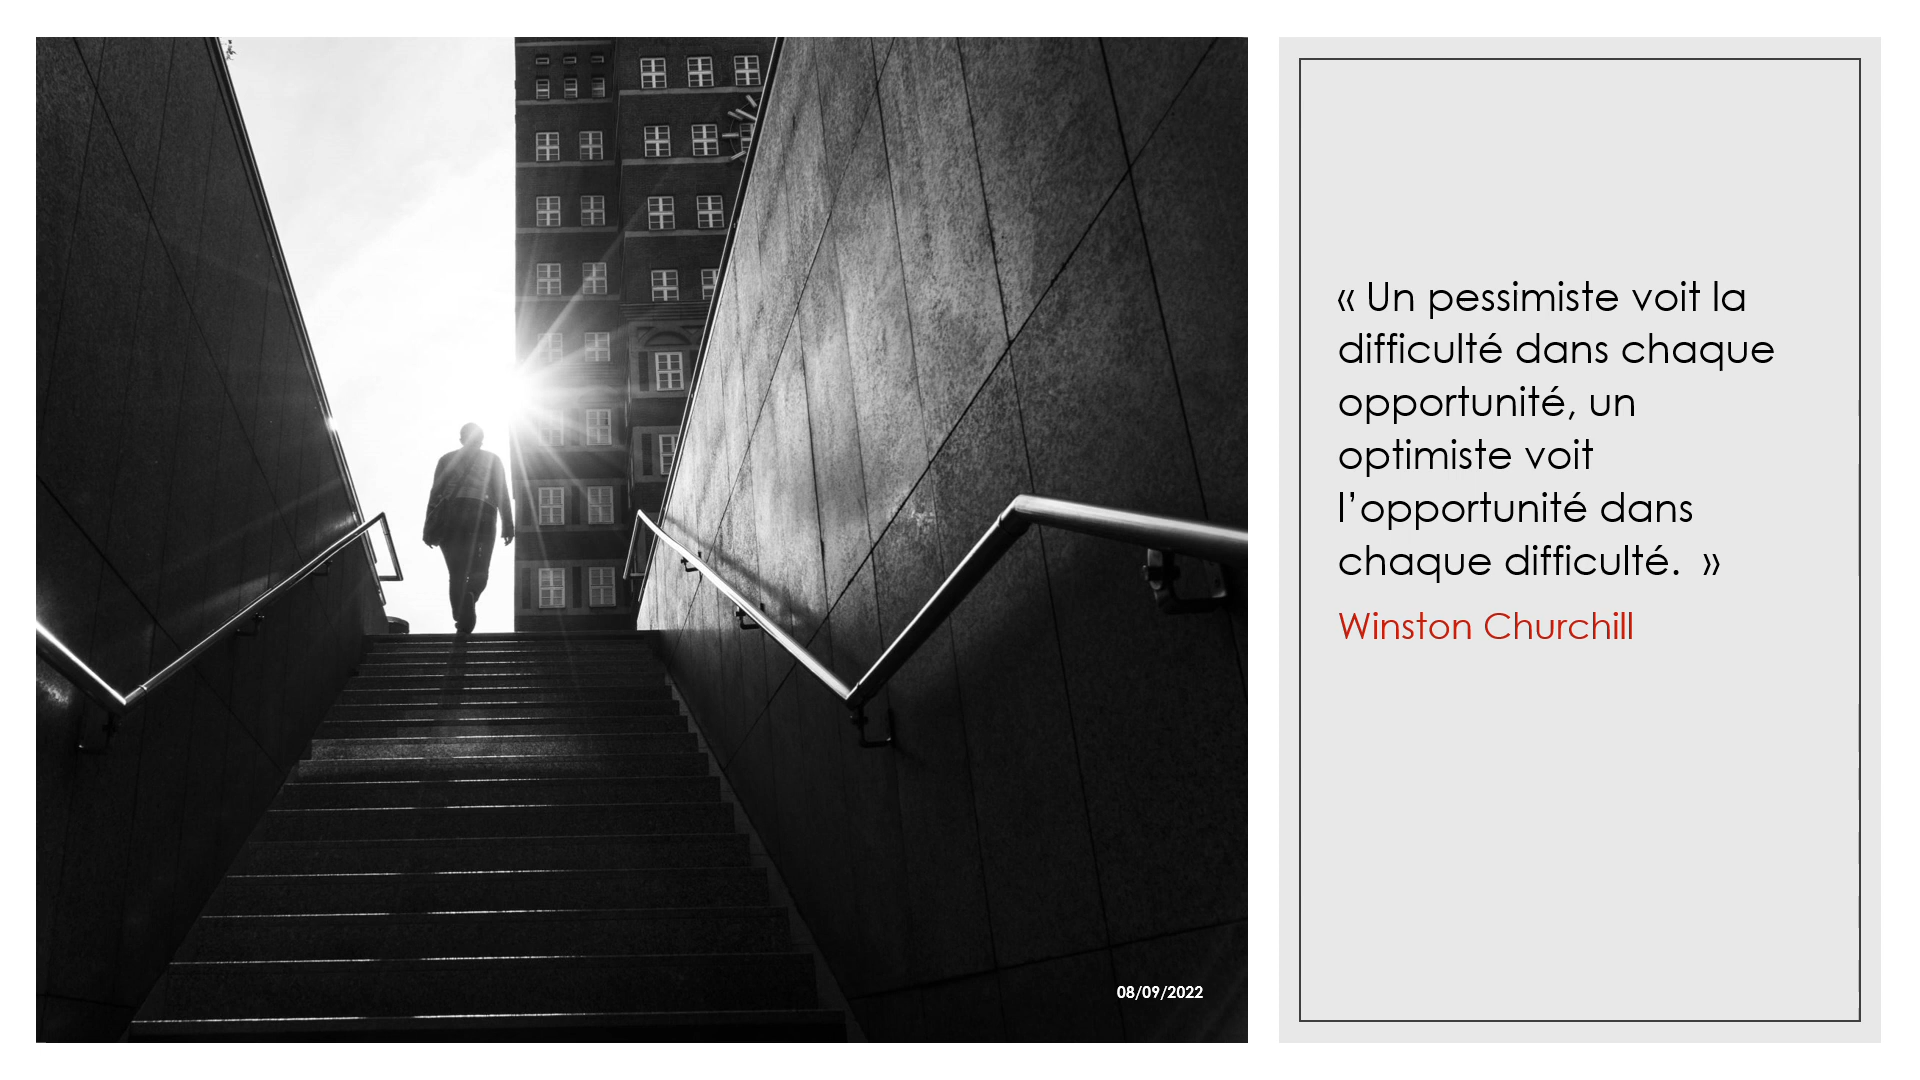 « Un pessimiste voit la
difficulté dans chaque
opportunité, un
optimiste voit
l’opportunité dans
chaque difficulté.  »
Winston Churchill
08/09/2022